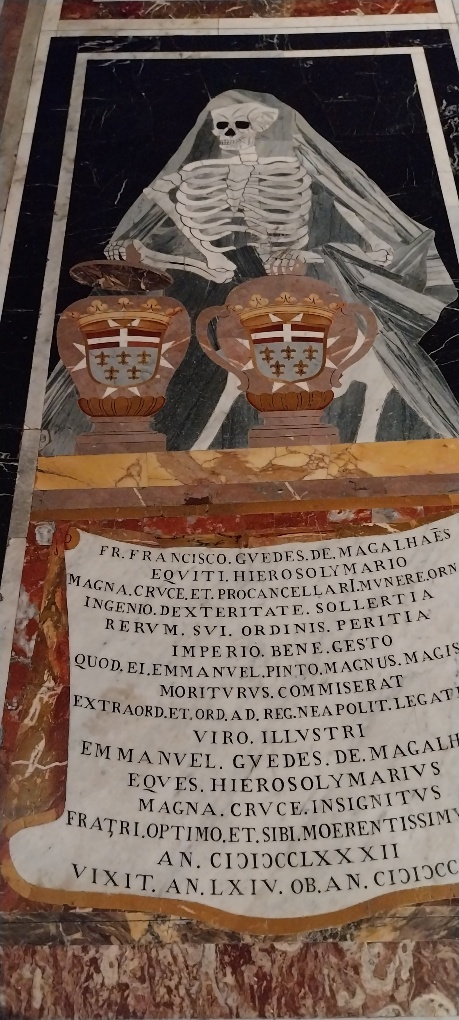 FR. FRANCISCO. GVEDES. DE. MAGALHAẼS
EQVITI. HIEROSOLYMARIO
MAGNA. CRVCE. ET. PROCANCELLARI. MVNERE. ORN
INGENIO. DEXTERITATE. SOLLERTIA
RERVM. SVI. ORDINIS. PERITIA
IMPERIO. BENE. GESTO
QUOD. EI. EMMANVEL. PINTO. MAGNUS. MAGIS
MORITVRVS. COMMISERAT
EXTRAORD. ET. ORD. AD. REG. NEAPOLIT. LEGATI
VIRO. ILLVSTRI
EMMANVEL. GVEDES. DE. MAGALH
EQVES. HIEROSOLYMARIVS
MAGNA. CRVCE. INSIGNITVS
FRATRI. OPTIMO. ET. SIBI. MOERENTISSIMV
AN. CIƆIƆCCLXXXII
VIXIT. AN. LXIV. OB. AN. CIƆIƆCC